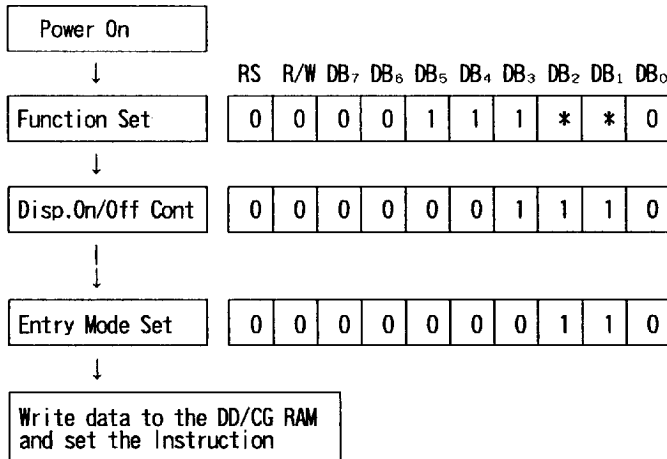 Power On
RS R/W DB₇ DB₆ DB₅ DB₄ DB₃ DB₂ DB₁ DB₀
Function Set 0 0 0 0 1 1 1 * * 0
Disp.On/Off Cont 0 0 0 0 0 0 1 1 1 0
Entry Mode Set 0 0 0 0 0 0 0 1 1 0
Write data to the DD/CG RAM
and set the Instruction